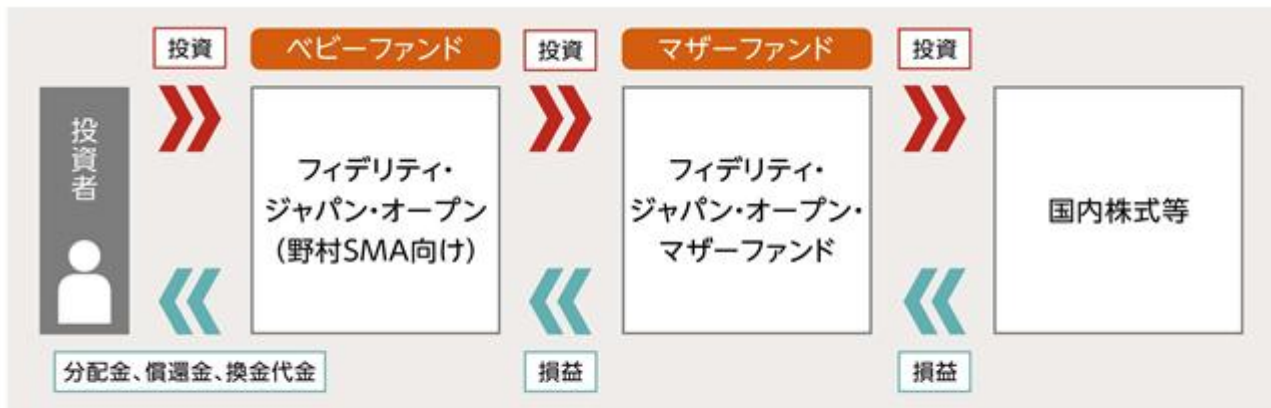 投資
ベビーファンド
投資
マザーファンド
投資
投資者
フィデリティ・
ジャパン・オープン
(野村SMA向け)
フィデリティ・
ジャパン・オープン・
マザーファンド
国内株式等
分配金、償還金、換金代金
損益
損益